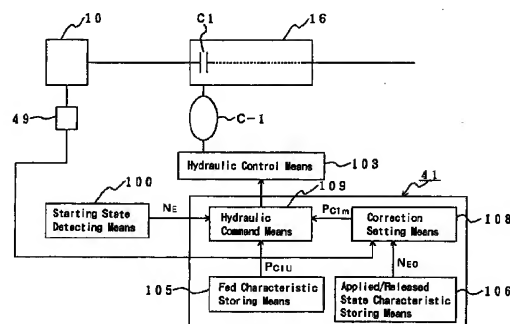 10
C1
16
49
C-1
Hydraulic Control Means
103
100
109
41
Starting State
Detecting Means
NE
Hydraulic
Command Means
PC1m
Correction
Setting Means
108
PC1U
NEO
105
Fed Characteristic
Storing Means
Applied/Released
State Characteristic
Storing Means
106